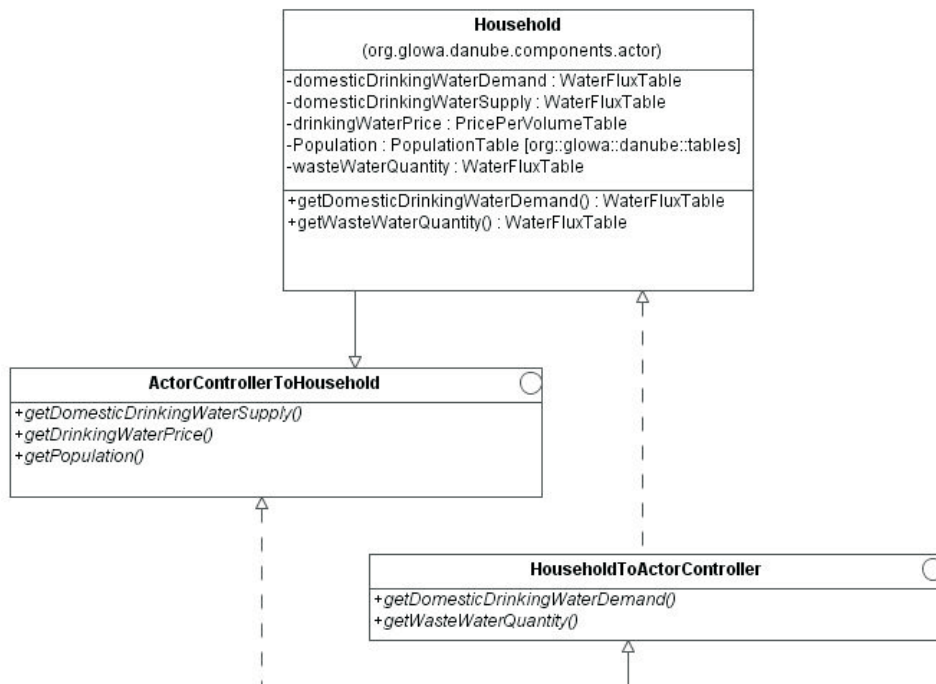 Household
(org.glowa.danube.components.actor)
-domesticDrinkingWaterDemand : WaterFluxTable
-domesticDrinkingWaterSupply : WaterFluxTable
-drinkingWaterPrice : PricePerVolumeTable
-Population : PopulationTable [org::glowa::danube::tables]
-wasteWaterQuantity : WaterFluxTable
+getDomesticDrinkingWaterDemand() : WaterFluxTable
+getWasteWaterQuantity() : WaterFluxTable
ActorControllerToHousehold
+getDomesticDrinkingWaterSupply()
+getDrinkingWaterPrice()
+getPopulation()
HouseholdToActorController
+getDomesticDrinkingWaterDemand()
+getWasteWaterQuantity()